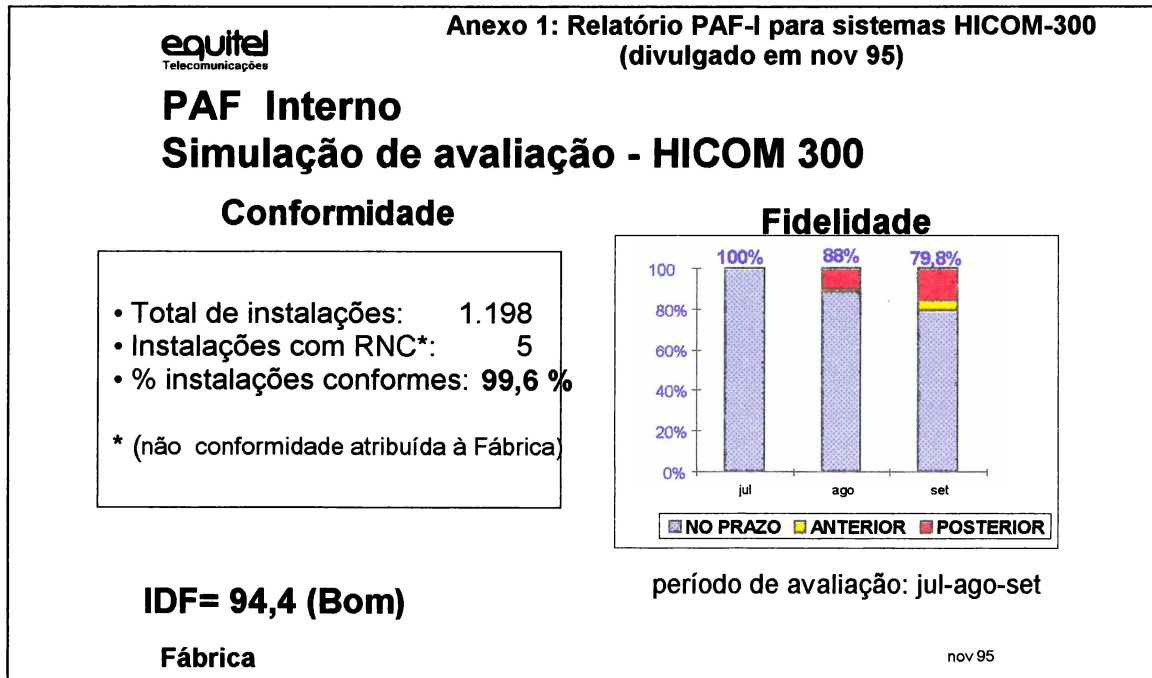 equitel
Telecomunicações
Anexo 1: Relatório PAF-I para sistemas HICOM-300
(divulgado em nov 95)
PAF Interno
Simulação de avaliação - HICOM 300
Conformidade
• Total de instalações: 1.198
• Instalações com RNC*: 5
• % instalações conformes: 99,6 %
* (não conformidade atribuída à Fábrica)
Fidelidade
100% 88% 79,8%
100
80%
60%
40%
20%
0%
jul ago set
NO PRAZO ANTERIOR POSTERIOR
período de avaliação: jul-ago-set
IDF= 94,4 (Bom)
Fábrica
nov 95